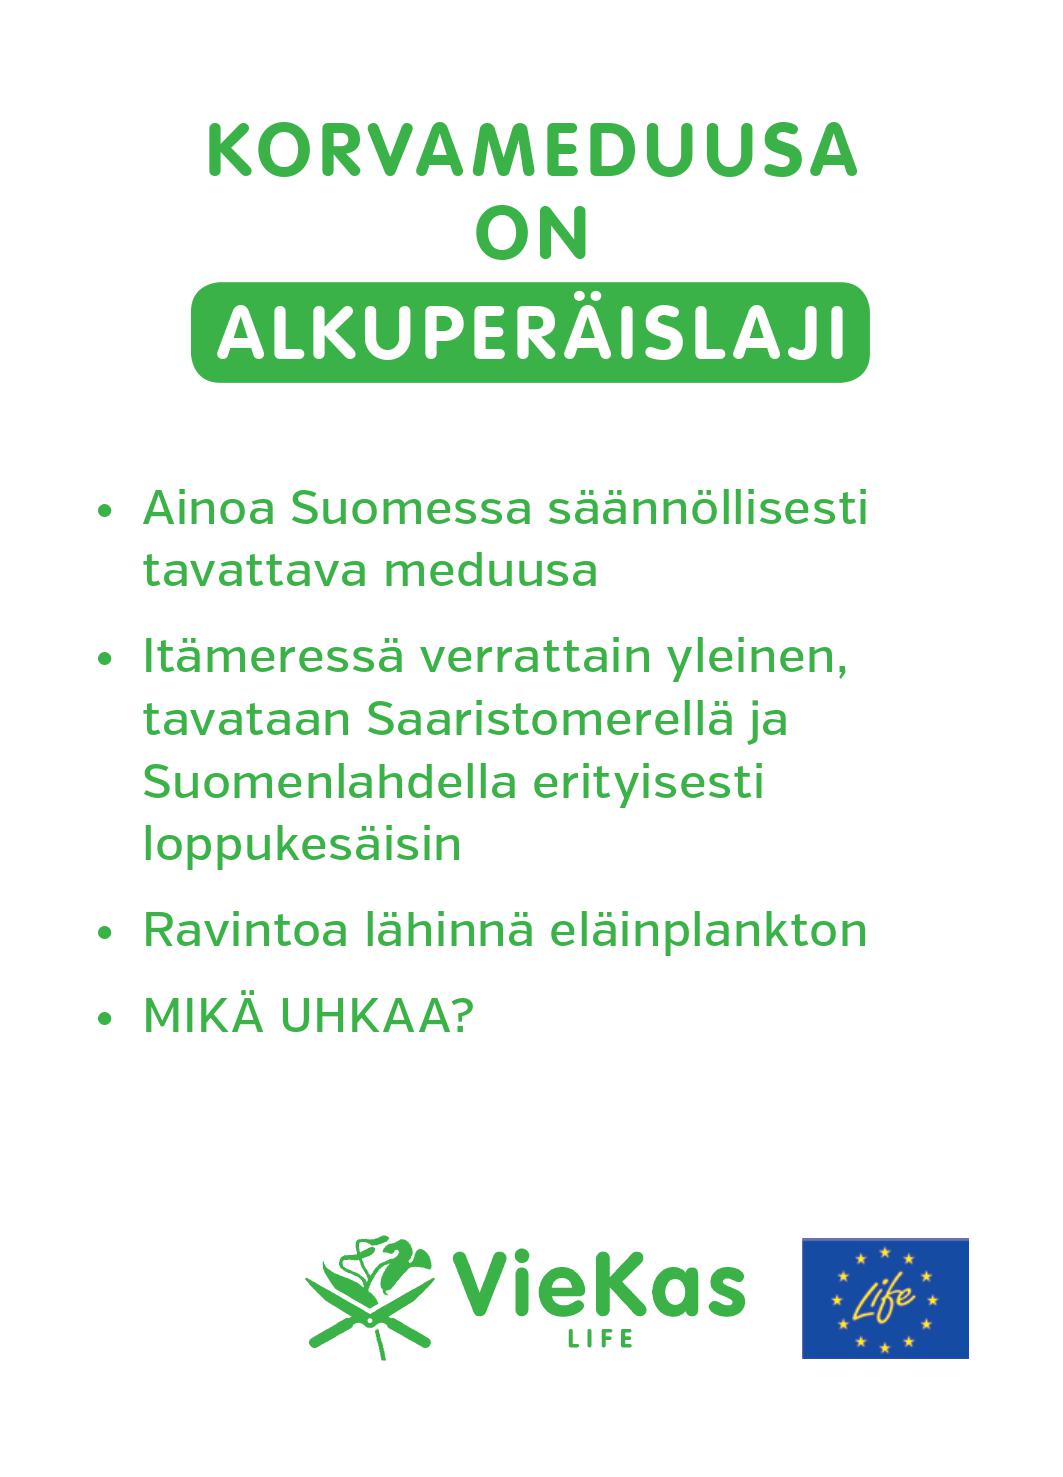 KORVAMEDUUSA
ON
ALKUPERÄISLAJI
• Ainoa Suomessa säännöllisesti
tavattava meduusa
• Itämeressä verrattain yleinen,
tavataan Saaristomerellä ja
Suomenlahdella erityisesti
loppukesäisin
• Ravintoa lähinnä eläinplankton
• MIKÄ UHKAA?
VieKas
LIFE
Life